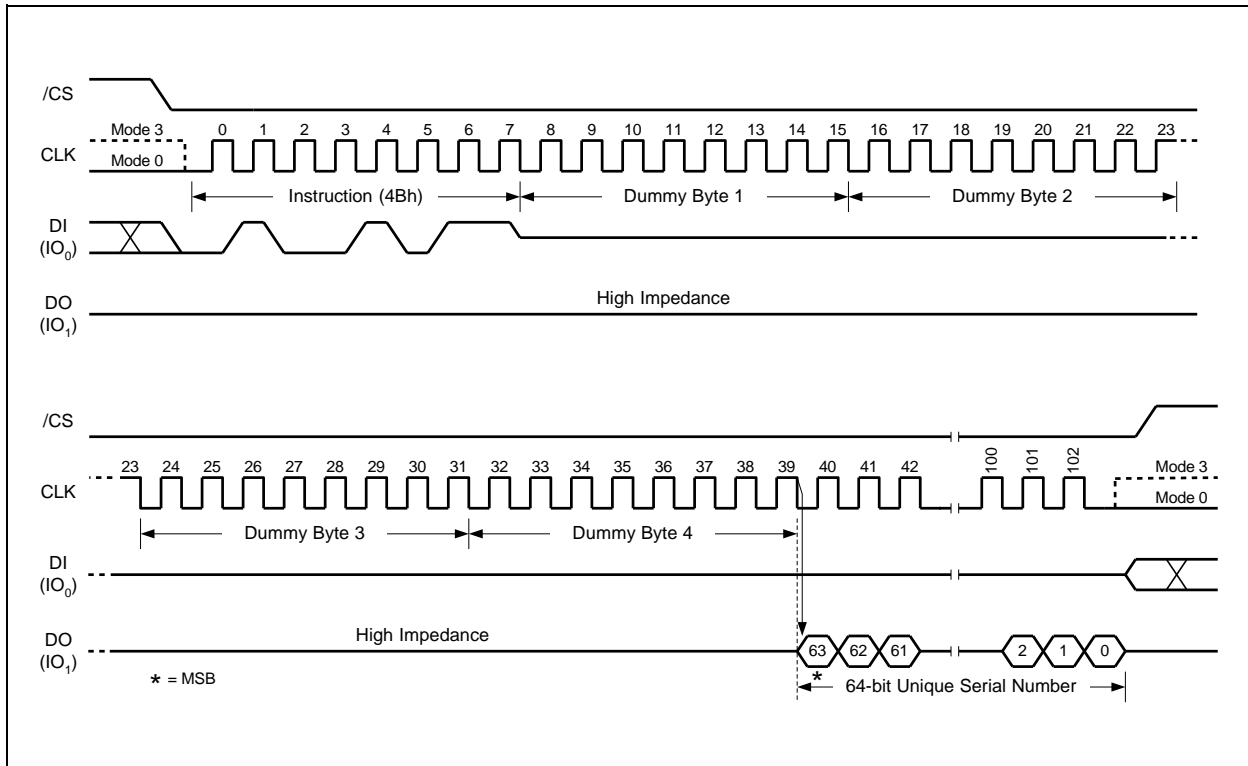 /CS
Mode 3 0 1 2 3 4 5 6 7 8 9 10 11 12 13 14 15 16 17 18 19 20 21 22 23
CLK Mode 0
Instruction (4Bh) Dummy Byte 1 Dummy Byte 2
DI
(IO0)
High Impedance
DO
(IO1)
/CS
23 24 25 26 27 28 29 30 31 32 33 34 35 36 37 38 39 40 41 42 100 101 102 Mode 3
CLK Mode 0
Dummy Byte 3 Dummy Byte 4
DI
(IO0)
High Impedance
DO
(IO1) 63 62 61 2 1 0
* = MSB * 64-bit Unique Serial Number